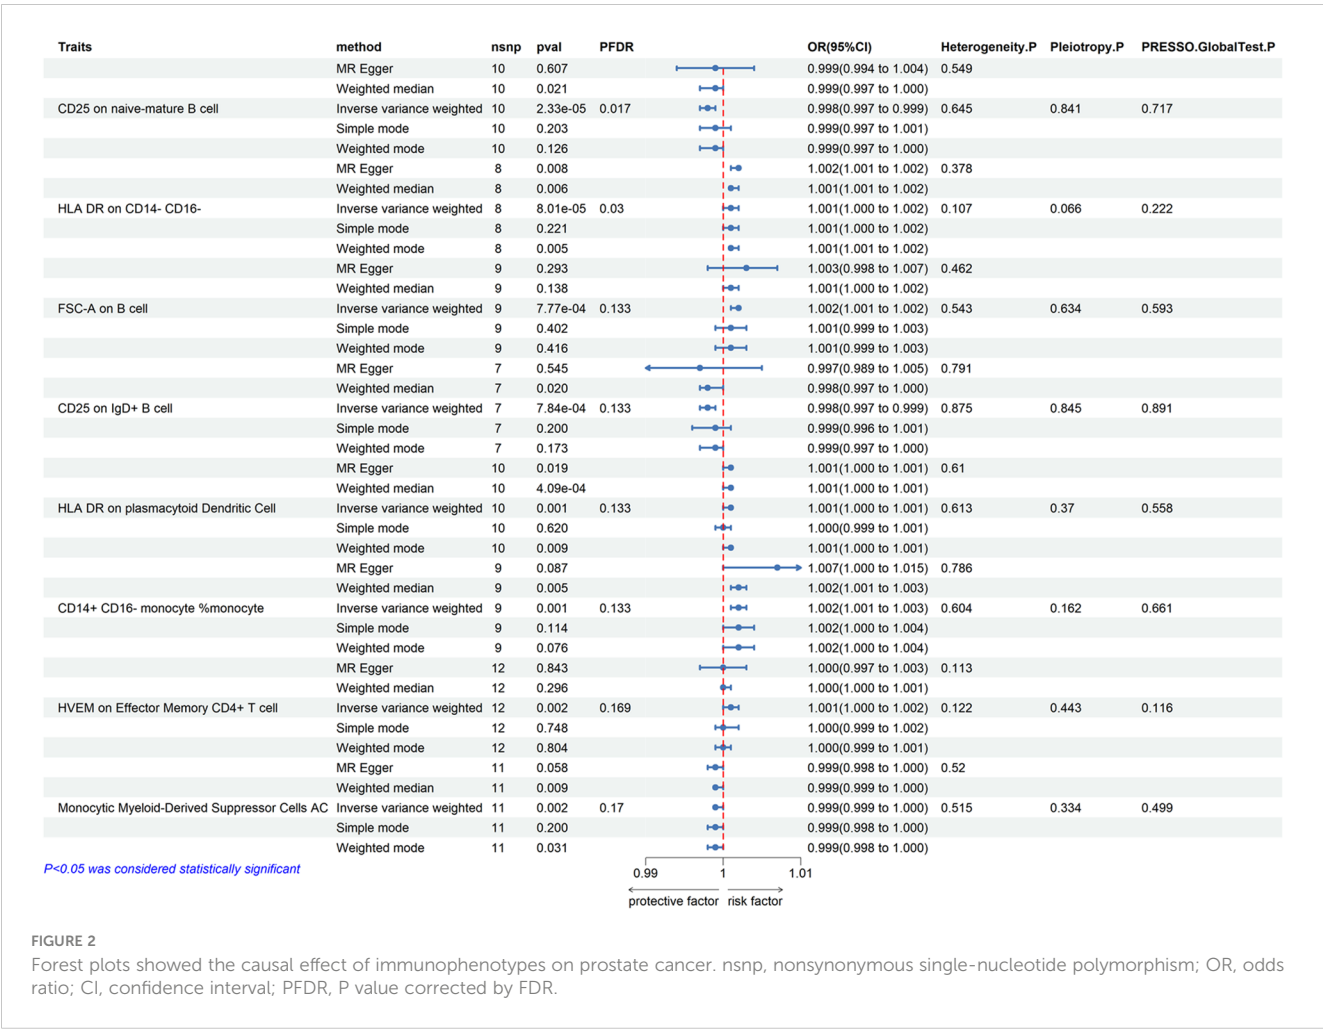 Traits method nsnp pval PFDR OR(95%CI) Heterogeneity.P Pleiotropy.P PRESSO.GlobalTest.P
MR Egger 10 0.607 0.999(0.994 to 1.004) 0.549
Weighted median 10 0.021 0.999(0.997 to 1.000)
CD25 on naive-mature B cell Inverse variance weighted 10 2.33e-05 0.017 0.998(0.997 to 0.999) 0.645 0.841 0.717
Simple mode 10 0.203 0.999(0.997 to 1.001)
Weighted mode 10 0.126 0.999(0.997 to 1.000)
MR Egger 8 0.008 1.002(1.001 to 1.002) 0.378
Weighted median 8 0.006 1.001(1.001 to 1.002)
HLA DR on CD14- CD16- Inverse variance weighted 8 8.01e-05 0.03 1.001(1.000 to 1.002) 0.107 0.066 0.222
Simple mode 8 0.221 1.001(1.000 to 1.002)
Weighted mode 8 0.005 1.001(1.001 to 1.002)
MR Egger 9 0.293 1.003(0.998 to 1.007) 0.462
Weighted median 9 0.138 1.001(1.000 to 1.002)
FSC-A on B cell Inverse variance weighted 9 7.77e-04 0.133 1.002(1.001 to 1.002) 0.543 0.634 0.593
Simple mode 9 0.402 1.001(0.999 to 1.003)
Weighted mode 9 0.416 1.001(0.999 to 1.003)
MR Egger 7 0.545 0.997(0.989 to 1.005) 0.791
Weighted median 7 0.020 0.998(0.997 to 1.000)
CD25 on IgD+ B cell Inverse variance weighted 7 7.84e-04 0.133 0.998(0.997 to 0.999) 0.875 0.845 0.891
Simple mode 7 0.200 0.999(0.996 to 1.001)
Weighted mode 7 0.173 0.999(0.997 to 1.000)
MR Egger 10 0.019 1.001(1.000 to 1.001) 0.61
Weighted median 10 4.09e-04 1.001(1.000 to 1.001)
HLA DR on plasmacytoid Dendritic Cell Inverse variance weighted 10 0.001 0.133 1.001(1.000 to 1.001) 0.613 0.37 0.558
Simple mode 10 0.620 1.000(0.999 to 1.001)
Weighted mode 10 0.009 1.001(1.000 to 1.001)
MR Egger 9 0.087 1.007(1.000 to 1.015) 0.786
Weighted median 9 0.005 1.002(1.001 to 1.003)
CD14+ CD16- monocyte %monocyte Inverse variance weighted 9 0.001 0.133 1.002(1.001 to 1.003) 0.604 0.162 0.661
Simple mode 9 0.114 1.002(1.000 to 1.004)
Weighted mode 9 0.076 1.002(1.000 to 1.004)
MR Egger 12 0.843 1.000(0.997 to 1.003) 0.113
Weighted median 12 0.296 1.000(1.000 to 1.001)
HVEM on Effector Memory CD4+ T cell Inverse variance weighted 12 0.002 0.169 1.001(1.000 to 1.002) 0.122 0.443 0.116
Simple mode 12 0.748 1.000(0.999 to 1.002)
Weighted mode 12 0.804 1.000(0.999 to 1.001)
MR Egger 11 0.058 0.999(0.998 to 1.000) 0.52
Weighted median 11 0.009 0.999(0.999 to 1.000)
Monocytic Myeloid-Derived Suppressor Cells AC Inverse variance weighted 11 0.002 0.17 0.999(0.999 to 1.000) 0.515 0.334 0.499
Simple mode 11 0.200 0.999(0.998 to 1.000)
Weighted mode 11 0.031 0.999(0.998 to 1.000)
P<0.05 was considered statistically significant
0.99 1 1.01
protective factor risk factor
FIGURE 2
Forest plots showed the causal effect of immunophenotypes on prostate cancer. nsnp, nonsynonymous single-nucleotide polymorphism; OR, odds
ratio; CI, confidence interval; PFDR, P value corrected by FDR.